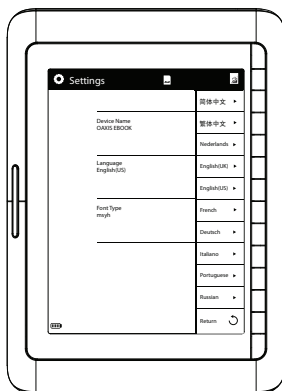 Settings
Device Name
OAXIS EBOOK
Language
English(US)
Font Type
msyh
简体中文
繁体中文
Nederlands
English(UK)
English(US)
French
Deutsch
Italiano
Portuguese
Russian
Return